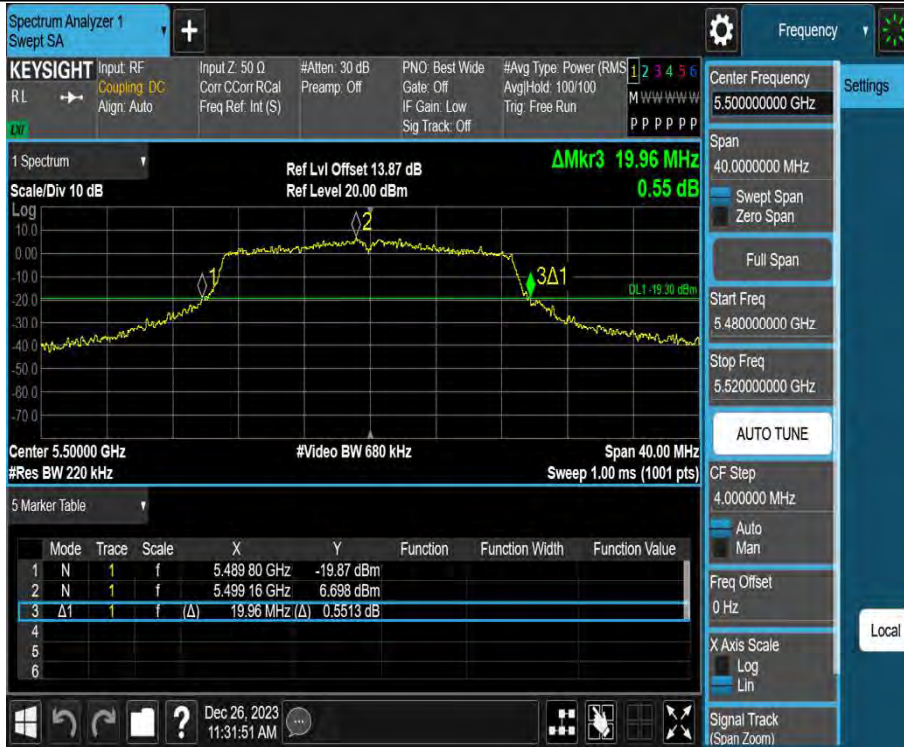 Spectrum Analyzer 1
Swept SA
+
Frequency
KEYSIGHT
RL
Input: RF
Coupling: DC
Align: Auto
Input Z: 50 Ω
Corr CCorr RCal
Freq Ref: Int (S)
#Atten: 30 dB
Preamp: Off
PNO: Best Wide
Gate: Off
IF Gain: Low
Sig Track: Off
#Avg Type: Power (RMS
Avg|Hold: 100/100
Trig: Free Run
1 2 3 4 5 6
M W W W W W
P P P P P P
1 Spectrum
Scale/Div 10 dB
Ref Lvl Offset 13.87 dB
Ref Level 20.00 dBm
ΔMkr3 19.96 MHz
0.55 dB
Log
10.0
0.00
-10.0
-20.0
-30.0
-40.0
-50.0
-60.0
-70.0
1
2
3Δ1
DL1 -19.30 dBm
Center 5.50000 GHz
#Res BW 220 kHz
#Video BW 680 kHz
Span 40.00 MHz
Sweep 1.00 ms (1001 pts)
5 Marker Table
Mode Trace Scale X Y Function Function Width Function Value
1 N 1 f 5.489 80 GHz -19.87 dBm
2 N 1 f 5.499 16 GHz 6.698 dBm
3 Δ1 1 f (Δ) 19.96 MHz (Δ) 0.5513 dB
4
5
6
Dec 26, 2023
11:31:51 AM
?
Center Frequency
5.500000000 GHz
Span
40.0000000 MHz
Swept Span
Zero Span
Full Span
Start Freq
5.480000000 GHz
Stop Freq
5.520000000 GHz
AUTO TUNE
CF Step
4.000000 MHz
Auto
Man
Freq Offset
0 Hz
X Axis Scale
Log
Lin
Signal Track
(Span Zoom)
Settings
Local